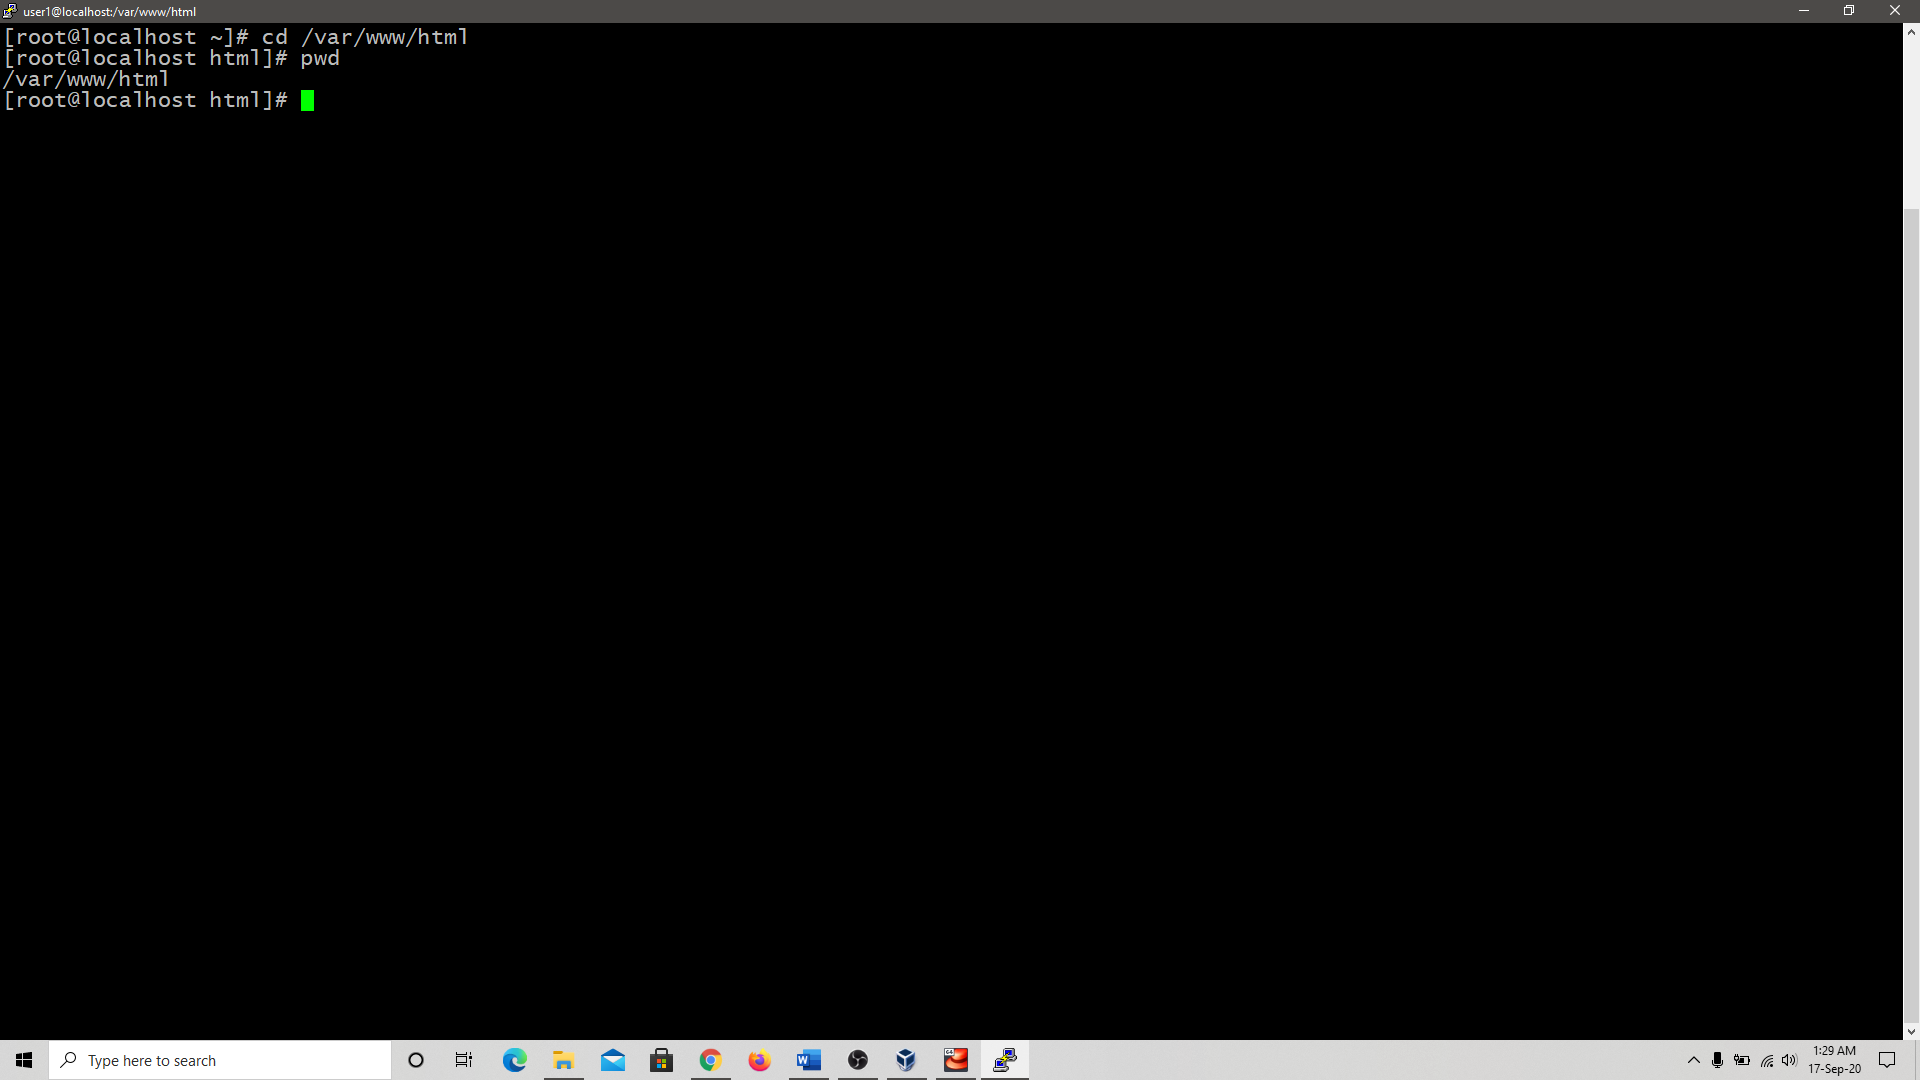 user1@localhost:/var/www/html
[root@localhost ~]# cd /var/www/html
[root@localhost html]# pwd
/var/www/html
[root@localhost html]#
Type here to search
1:29 AM
17-Sep-20